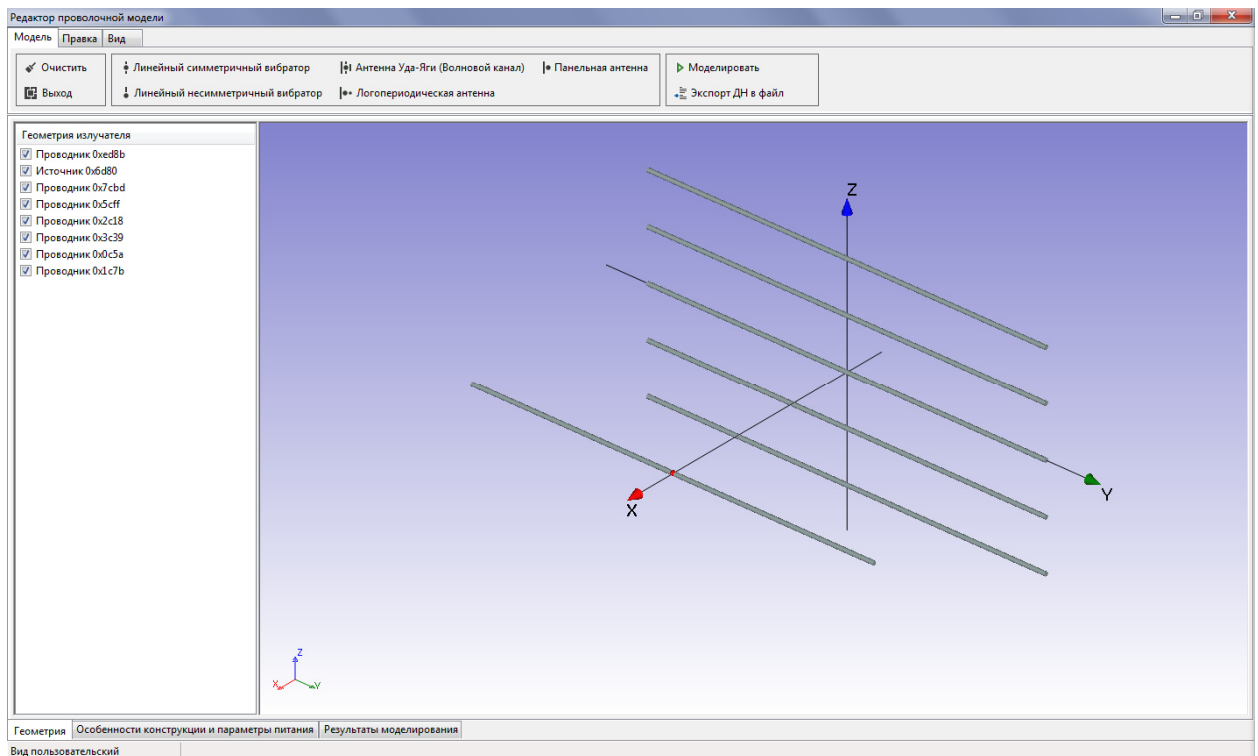 Редактор проволочной модели
Модель Правка Вид
Очистить Линейный симметричный вибратор Антенна Уда-Яги (Волновой канал) Панельная антенна Моделировать
Выход Линейный несимметричный вибратор Логопериодическая антенна Экспорт ДН в файл
Геометрия излучателя
Проводник 0xed8b
Источник 0x6d80
Проводник 0x7cbd
Проводник 0x5cff
Проводник 0x2c18
Проводник 0x3c39
Проводник 0x0c5a
Проводник 0x1c7b
Z
X
Y
Z
X
Y
Геометрия Особенности конструкции и параметры питания Результаты моделирования
Вид пользовательский